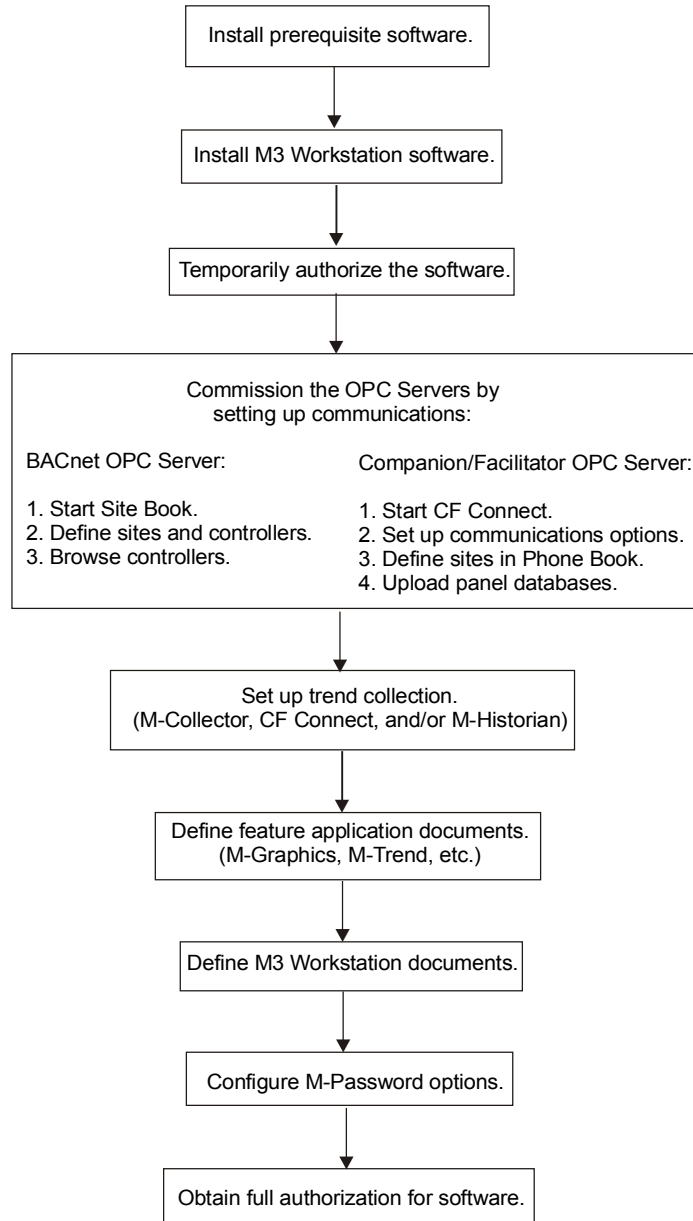 Install prerequisite software.
Install M3 Workstation software.
Temporarily authorize the software.
Commission the OPC Servers by
setting up communications:
BACnet OPC Server:
1. Start Site Book.
2. Define sites and controllers.
3. Browse controllers.
Companion/Facilitator OPC Server:
1. Start CF Connect.
2. Set up communications options.
3. Define sites in Phone Book.
4. Upload panel databases.
Set up trend collection.
(M-Collector, CF Connect, and/or M-Historian)
Define feature application documents.
(M-Graphics, M-Trend, etc.)
Define M3 Workstation documents.
Configure M-Password options.
Obtain full authorization for software.